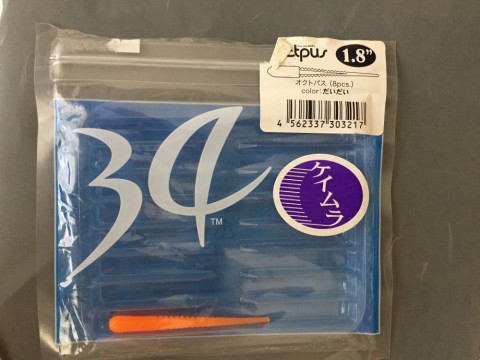 ctpus 1.8"
オクトパス (8pcs.)
color: だいだい
4 562337 303217
34 TM
ケイムラ